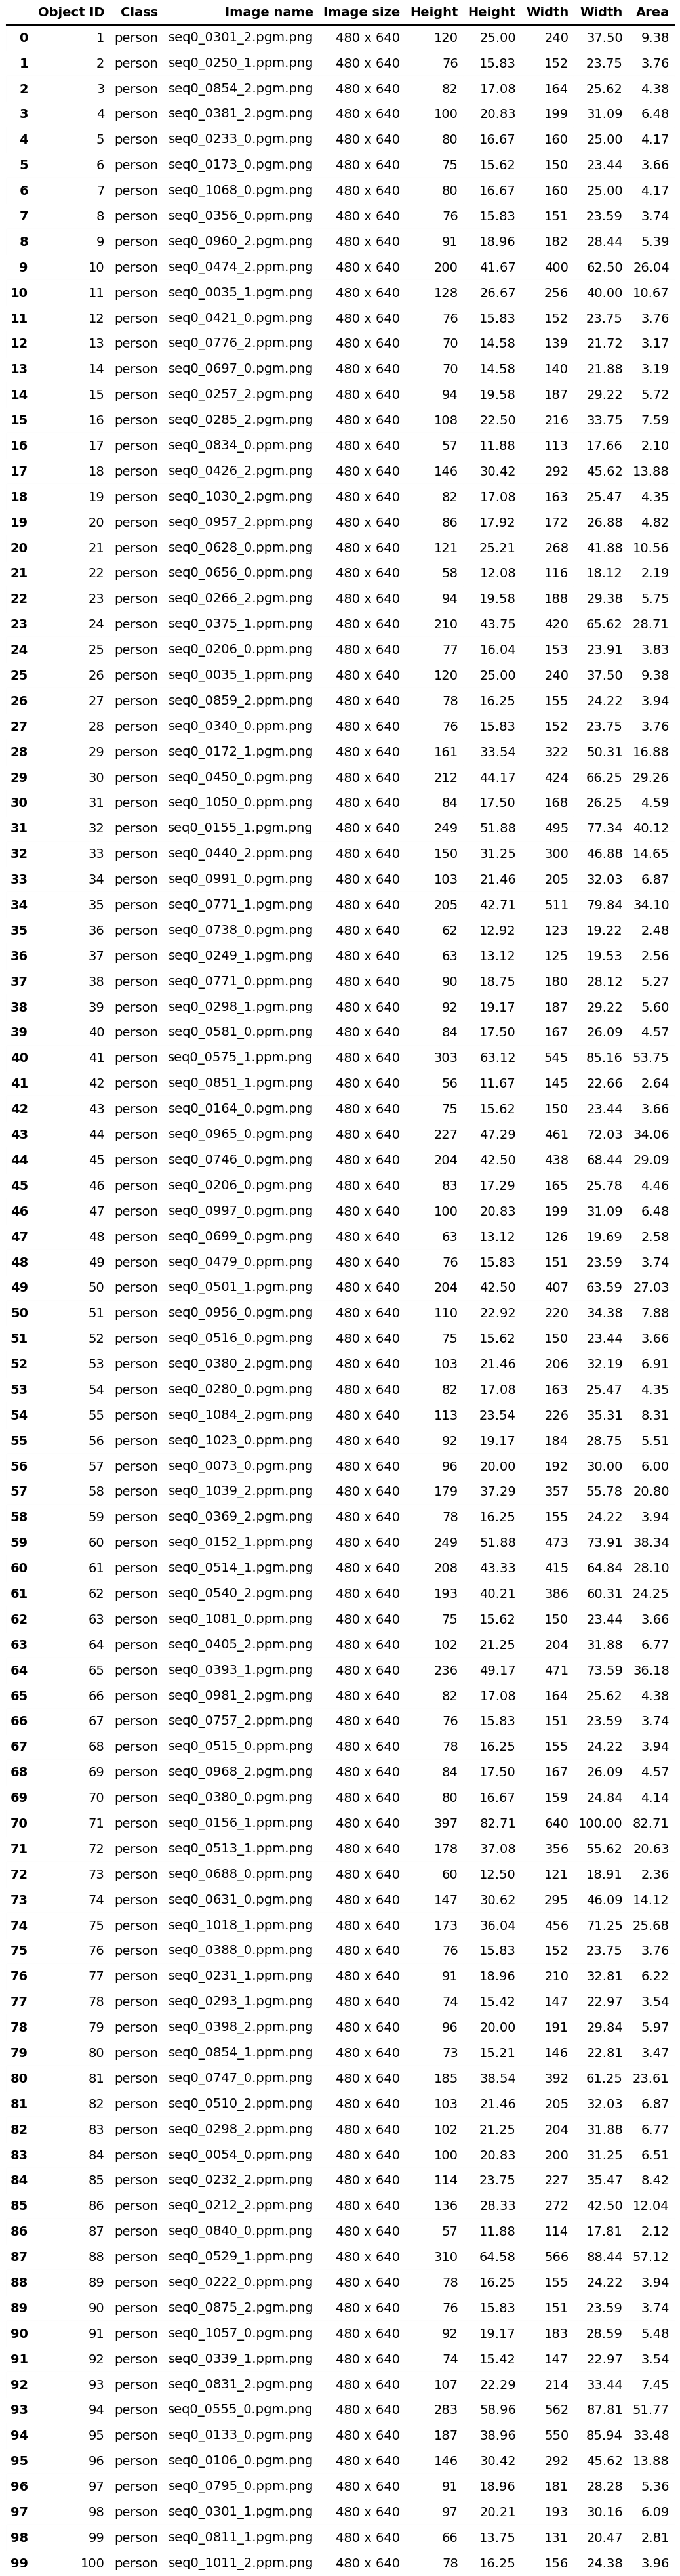 Object ID Class Image name Image size Height Height Width Width Area
0 1 person seq0_0301_2.pgm.png 480 x 640 120 25.00 240 37.50 9.38
1 2 person seq0_0250_1.ppm.png 480 x 640 76 15.83 152 23.75 3.76
2 3 person seq0_0854_2.pgm.png 480 x 640 82 17.08 164 25.62 4.38
3 4 person seq0_0381_2.pgm.png 480 x 640 100 20.83 199 31.09 6.48
4 5 person seq0_0233_0.pgm.png 480 x 640 80 16.67 160 25.00 4.17
5 6 person seq0_0173_0.pgm.png 480 x 640 75 15.62 150 23.44 3.66
6 7 person seq0_1068_0.pgm.png 480 x 640 80 16.67 160 25.00 4.17
7 8 person seq0_0356_0.ppm.png 480 x 640 76 15.83 151 23.59 3.74
8 9 person seq0_0960_2.pgm.png 480 x 640 91 18.96 182 28.44 5.39
9 10 person seq0_0474_2.ppm.png 480 x 640 200 41.67 400 62.50 26.04
10 11 person seq0_0035_1.pgm.png 480 x 640 128 26.67 256 40.00 10.67
11 12 person seq0_0421_0.pgm.png 480 x 640 76 15.83 152 23.75 3.76
12 13 person seq0_0776_2.ppm.png 480 x 640 70 14.58 139 21.72 3.17
13 14 person seq0_0697_0.pgm.png 480 x 640 70 14.58 140 21.88 3.19
14 15 person seq0_0257_2.pgm.png 480 x 640 94 19.58 187 29.22 5.72
15 16 person seq0_0285_2.pgm.png 480 x 640 108 22.50 216 33.75 7.59
16 17 person seq0_0834_0.ppm.png 480 x 640 57 11.88 113 17.66 2.10
17 18 person seq0_0426_2.pgm.png 480 x 640 146 30.42 292 45.62 13.88
18 19 person seq0_1030_2.pgm.png 480 x 640 82 17.08 163 25.47 4.35
19 20 person seq0_0957_2.ppm.png 480 x 640 86 17.92 172 26.88 4.82
20 21 person seq0_0628_0.ppm.png 480 x 640 121 25.21 268 41.88 10.56
21 22 person seq0_0656_0.ppm.png 480 x 640 58 12.08 116 18.12 2.19
22 23 person seq0_0266_2.pgm.png 480 x 640 94 19.58 188 29.38 5.75
23 24 person seq0_0375_1.ppm.png 480 x 640 210 43.75 420 65.62 28.71
24 25 person seq0_0206_0.ppm.png 480 x 640 77 16.04 153 23.91 3.83
25 26 person seq0_0035_1.ppm.png 480 x 640 120 25.00 240 37.50 9.38
26 27 person seq0_0859_2.ppm.png 480 x 640 78 16.25 155 24.22 3.94
27 28 person seq0_0340_0.ppm.png 480 x 640 76 15.83 152 23.75 3.76
28 29 person seq0_0172_1.pgm.png 480 x 640 161 33.54 322 50.31 16.88
29 30 person seq0_0450_0.pgm.png 480 x 640 212 44.17 424 66.25 29.26
30 31 person seq0_1050_0.ppm.png 480 x 640 84 17.50 168 26.25 4.59
31 32 person seq0_0155_1.pgm.png 480 x 640 249 51.88 495 77.34 40.12
32 33 person seq0_0440_2.ppm.png 480 x 640 150 31.25 300 46.88 14.65
33 34 person seq0_0991_0.pgm.png 480 x 640 103 21.46 205 32.03 6.87
34 35 person seq0_0771_1.pgm.png 480 x 640 205 42.71 511 79.84 34.10
35 36 person seq0_0738_0.pgm.png 480 x 640 62 12.92 123 19.22 2.48
36 37 person seq0_0249_1.pgm.png 480 x 640 63 13.12 125 19.53 2.56
37 38 person seq0_0771_0.pgm.png 480 x 640 90 18.75 180 28.12 5.27
38 39 person seq0_0298_1.pgm.png 480 x 640 92 19.17 187 29.22 5.60
39 40 person seq0_0581_0.pgm.png 480 x 640 84 17.50 167 26.09 4.57
40 41 person seq0_0575_1.ppm.png 480 x 640 303 63.12 545 85.16 53.75
41 42 person seq0_0851_1.pgm.png 480 x 640 56 11.67 145 22.66 2.64
42 43 person seq0_0164_0.pgm.png 480 x 640 75 15.62 150 23.44 3.66
43 44 person seq0_0965_0.pgm.png 480 x 640 227 47.29 461 72.03 34.06
44 45 person seq0_0746_0.pgm.png 480 x 640 204 42.50 438 68.44 29.09
45 46 person seq0_0206_0.pgm.png 480 x 640 83 17.29 165 25.78 4.46
46 47 person seq0_0997_0.pgm.png 480 x 640 100 20.83 199 31.09 6.48
47 48 person seq0_0699_0.pgm.png 480 x 640 63 13.12 126 19.69 2.58
48 49 person seq0_0479_0.ppm.png 480 x 640 76 15.83 151 23.59 3.74
49 50 person seq0_0501_1.pgm.png 480 x 640 204 42.50 407 63.59 27.03
50 51 person seq0_0956_0.pgm.png 480 x 640 110 22.92 220 34.38 7.88
51 52 person seq0_0516_0.pgm.png 480 x 640 75 15.62 150 23.44 3.66
52 53 person seq0_0380_2.pgm.png 480 x 640 103 21.46 206 32.19 6.91
53 54 person seq0_0280_0.pgm.png 480 x 640 82 17.08 163 25.47 4.35
54 55 person seq0_1084_2.pgm.png 480 x 640 113 23.54 226 35.31 8.31
55 56 person seq0_1023_0.ppm.png 480 x 640 92 19.17 184 28.75 5.51
56 57 person seq0_0073_0.pgm.png 480 x 640 96 20.00 192 30.00 6.00
57 58 person seq0_1039_2.ppm.png 480 x 640 179 37.29 357 55.78 20.80
58 59 person seq0_0369_2.pgm.png 480 x 640 78 16.25 155 24.22 3.94
59 60 person seq0_0152_1.ppm.png 480 x 640 249 51.88 473 73.91 38.34
60 61 person seq0_0514_1.ppm.png 480 x 640 208 43.33 415 64.84 28.10
61 62 person seq0_0540_2.pgm.png 480 x 640 193 40.21 386 60.31 24.25
62 63 person seq0_1081_0.ppm.png 480 x 640 75 15.62 150 23.44 3.66
63 64 person seq0_0405_2.ppm.png 480 x 640 102 21.25 204 31.88 6.77
64 65 person seq0_0393_1.pgm.png 480 x 640 236 49.17 471 73.59 36.18
65 66 person seq0_0981_2.pgm.png 480 x 640 82 17.08 164 25.62 4.38
66 67 person seq0_0757_2.ppm.png 480 x 640 76 15.83 151 23.59 3.74
67 68 person seq0_0515_0.ppm.png 480 x 640 78 16.25 155 24.22 3.94
68 69 person seq0_0968_2.pgm.png 480 x 640 84 17.50 167 26.09 4.57
69 70 person seq0_0380_0.pgm.png 480 x 640 80 16.67 159 24.84 4.14
70 71 person seq0_0156_1.ppm.png 480 x 640 397 82.71 640 100.00 82.71
71 72 person seq0_0513_1.ppm.png 480 x 640 178 37.08 356 55.62 20.63
72 73 person seq0_0688_0.pgm.png 480 x 640 60 12.50 121 18.91 2.36
73 74 person seq0_0631_0.pgm.png 480 x 640 147 30.62 295 46.09 14.12
74 75 person seq0_1018_1.ppm.png 480 x 640 173 36.04 456 71.25 25.68
75 76 person seq0_0388_0.ppm.png 480 x 640 76 15.83 152 23.75 3.76
76 77 person seq0_0231_1.ppm.png 480 x 640 91 18.96 210 32.81 6.22
77 78 person seq0_0293_1.pgm.png 480 x 640 74 15.42 147 22.97 3.54
78 79 person seq0_0398_2.ppm.png 480 x 640 96 20.00 191 29.84 5.97
79 80 person seq0_0854_1.ppm.png 480 x 640 73 15.21 146 22.81 3.47
80 81 person seq0_0747_0.ppm.png 480 x 640 185 38.54 392 61.25 23.61
81 82 person seq0_0510_2.ppm.png 480 x 640 103 21.46 205 32.03 6.87
82 83 person seq0_0298_2.ppm.png 480 x 640 102 21.25 204 31.88 6.77
83 84 person seq0_0054_0.pgm.png 480 x 640 100 20.83 200 31.25 6.51
84 85 person seq0_0232_2.ppm.png 480 x 640 114 23.75 227 35.47 8.42
85 86 person seq0_0212_2.ppm.png 480 x 640 136 28.33 272 42.50 12.04
86 87 person seq0_0840_0.ppm.png 480 x 640 57 11.88 114 17.81 2.12
87 88 person seq0_0529_1.ppm.png 480 x 640 310 64.58 566 88.44 57.12
88 89 person seq0_0222_0.ppm.png 480 x 640 78 16.25 155 24.22 3.94
89 90 person seq0_0875_2.pgm.png 480 x 640 76 15.83 151 23.59 3.74
90 91 person seq0_1057_0.pgm.png 480 x 640 92 19.17 183 28.59 5.48
91 92 person seq0_0339_1.ppm.png 480 x 640 74 15.42 147 22.97 3.54
92 93 person seq0_0831_2.pgm.png 480 x 640 107 22.29 214 33.44 7.45
93 94 person seq0_0555_0.pgm.png 480 x 640 283 58.96 562 87.81 51.77
94 95 person seq0_0133_0.pgm.png 480 x 640 187 38.96 550 85.94 33.48
95 96 person seq0_0106_0.pgm.png 480 x 640 146 30.42 292 45.62 13.88
96 97 person seq0_0795_0.ppm.png 480 x 640 91 18.96 181 28.28 5.36
97 98 person seq0_0301_1.pgm.png 480 x 640 97 20.21 193 30.16 6.09
98 99 person seq0_0811_1.pgm.png 480 x 640 66 13.75 131 20.47 2.81
99 100 person seq0_1011_2.ppm.png 480 x 640 78 16.25 156 24.38 3.96